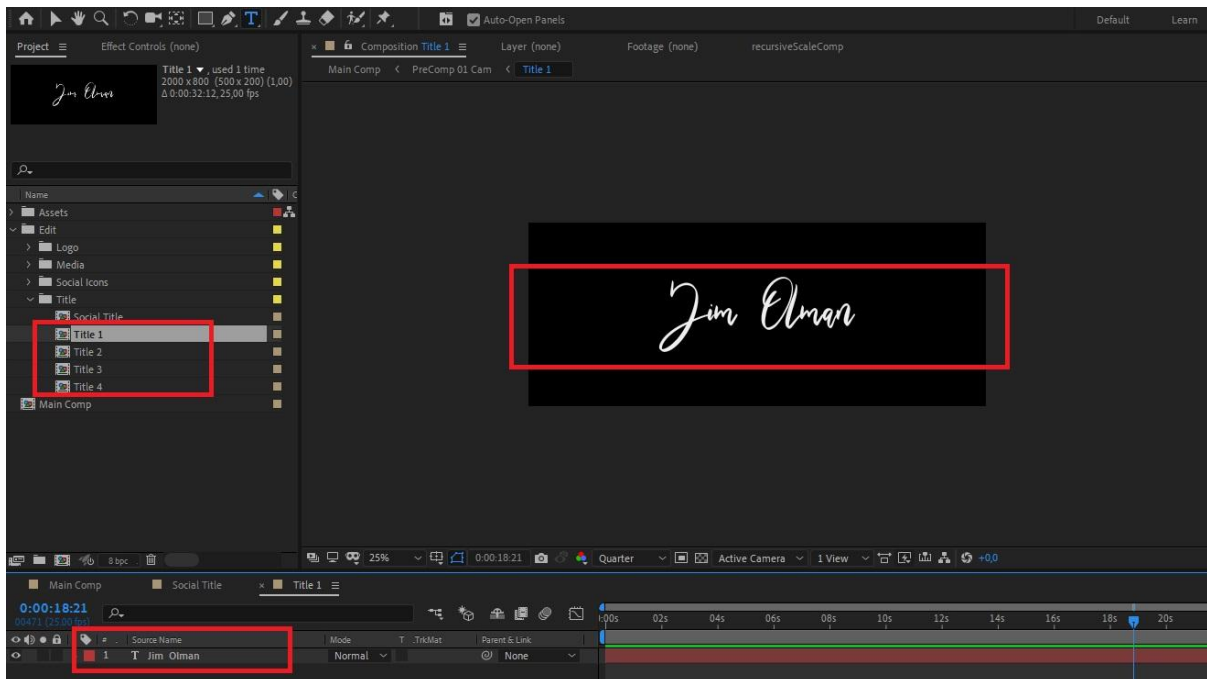 Auto-Open Panels
Default
Learn
Project
Effect Controls (none)
Composition Title 1
Layer (none)
Footage (none)
recursiveScaleComp
Main Comp
PreComp 01 Cam
Title 1
Title 1 ▼, used 1 time
2000 x 800 (500 x 200) (1,00)
Δ 0:00:32:12, 25,00 fps
Name
Assets
Edit
Logo
Media
Social Icons
Title
Social Title
Title 1
Title 2
Title 3
Title 4
Main Comp
Jim Olman
8 bpc
25%
0:00:18:21
Quarter
Active Camera
1 View
+0,0
Main Comp
Social Title
Title 1
0:00:18:21
00471 (25.00 fps)
# Source Name
Mode
T .TrkMat
Parent & Link
1 T Jim Olman
Normal
None
02s 04s 06s 08s 10s 12s 14s 16s 18s 20s